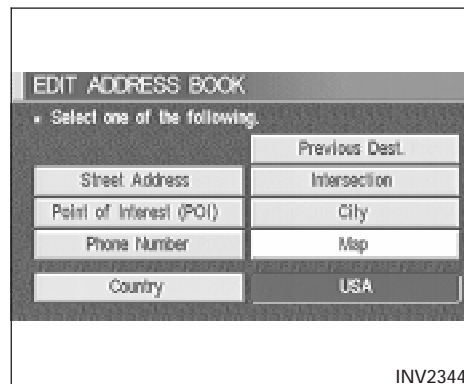 EDIT ADDRESS BOOK
• Select one of the following.
Previous Dest.
Street Address Intersection
Point of Interest (POI) City
Phone Number Map
Country USA
INV2344